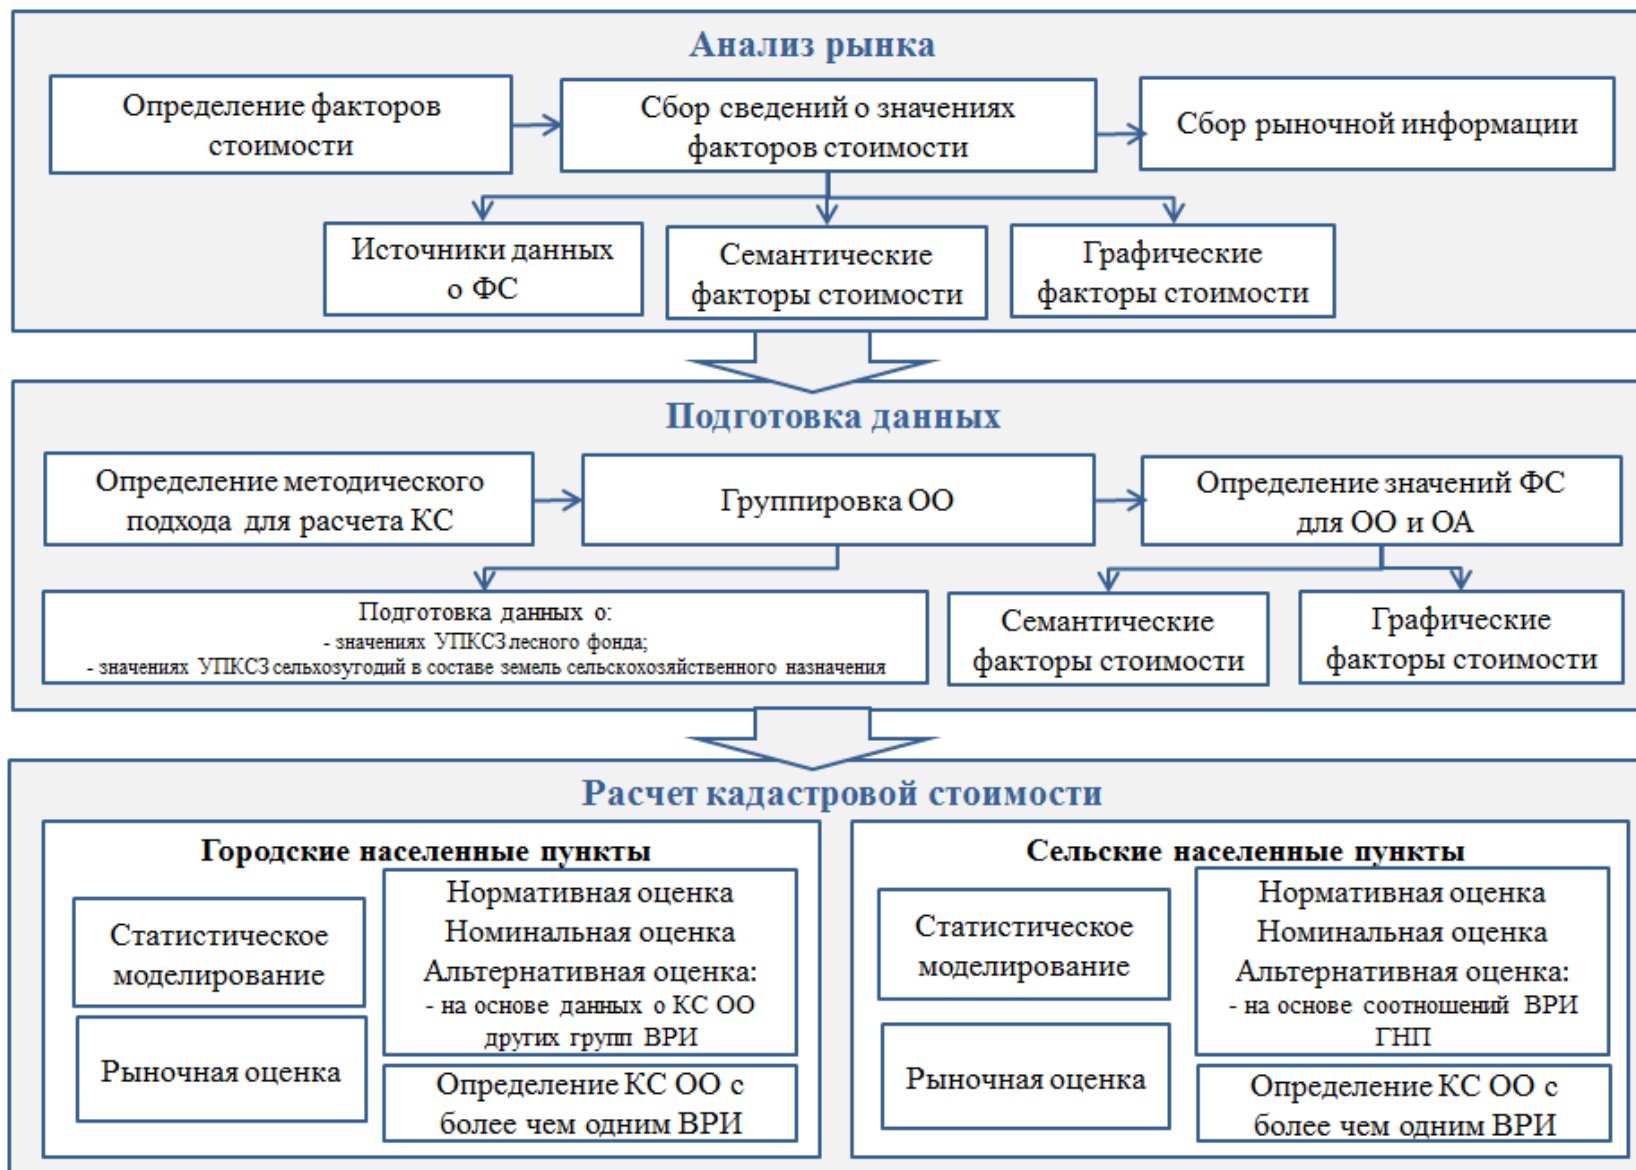 Анализ рынка
Определение факторов
стоимости
Сбор сведений о значениях
факторов стоимости
Сбор рыночной информации
Источники данных
о ФС
Семантические
факторы стоимости
Графические
факторы стоимости
Подготовка данных
Определение методического
подхода для расчета КС
Группировка ОО
Определение значений ФС
для ОО и ОА
Подготовка данных о:
- значениях УПКСЗ лесного фонда;
- значениях УПКСЗ сельхозугодий в составе земель сельскохозяйственного назначения
Семантические
факторы стоимости
Графические
факторы стоимости
Расчет кадастровой стоимости
Городские населенные пункты
Статистическое
моделирование
Рыночная оценка
Нормативная оценка
Номинальная оценка
Альтернативная оценка:
- на основе данных о КС ОО
других групп ВРИ
Определение КС ОО с
более чем одним ВРИ
Сельские населенные пункты
Статистическое
моделирование
Рыночная оценка
Нормативная оценка
Номинальная оценка
Альтернативная оценка:
- на основе соотношений ВРИ
ГНП
Определение КС ОО с
более чем одним ВРИ